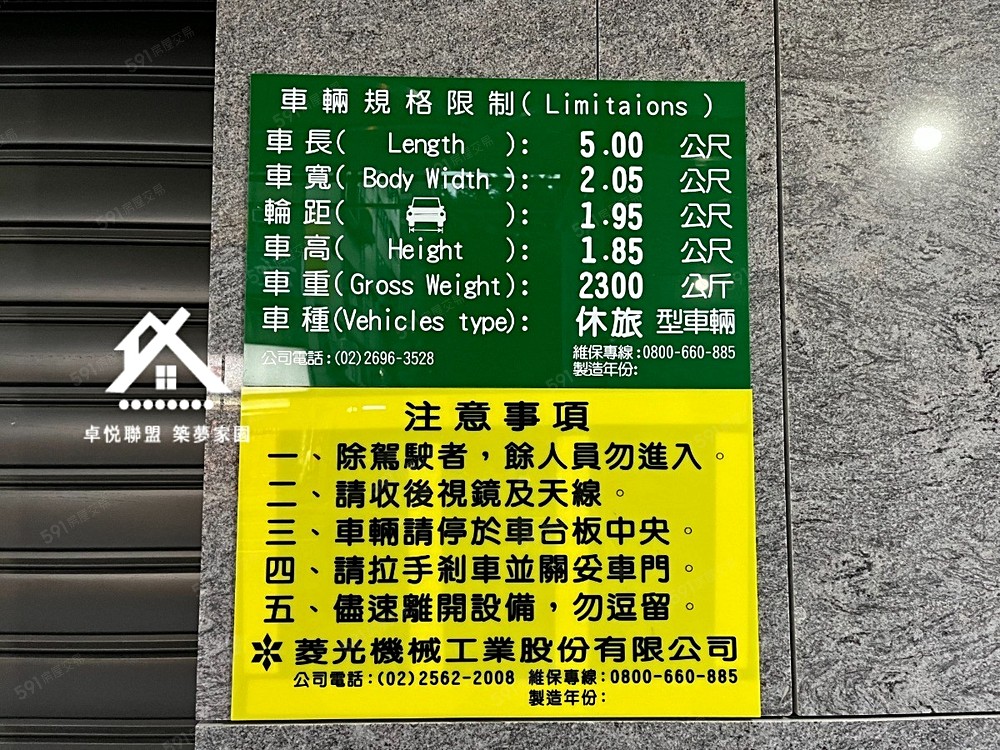 車輛規格限制( Limitaions )
車長( Length ): 5.00 公尺
車寬( Body Width ): 2.05 公尺
輪距( ): 1.95 公尺
車高( Height ): 1.85 公尺
車重(Gross Weight): 2300 公斤
車種(Vehicles type): 休旅 型車輛
公司電話:(02)2696-3528 維保專線:0800-660-885
製造年份:
注意事項
一、除駕駛者，餘人員勿進入。
二、請收後視鏡及天線。
三、車輛請停於車台板中央。
四、請拉手剎車並關妥車門。
五、儘速離開設備，勿逗留。
菱光機械工業股份有限公司
公司電話:(02)2562-2008 維保專線:0800-660-885
製造年份:
卓悦聯盟 築夢家園
591房屋交易